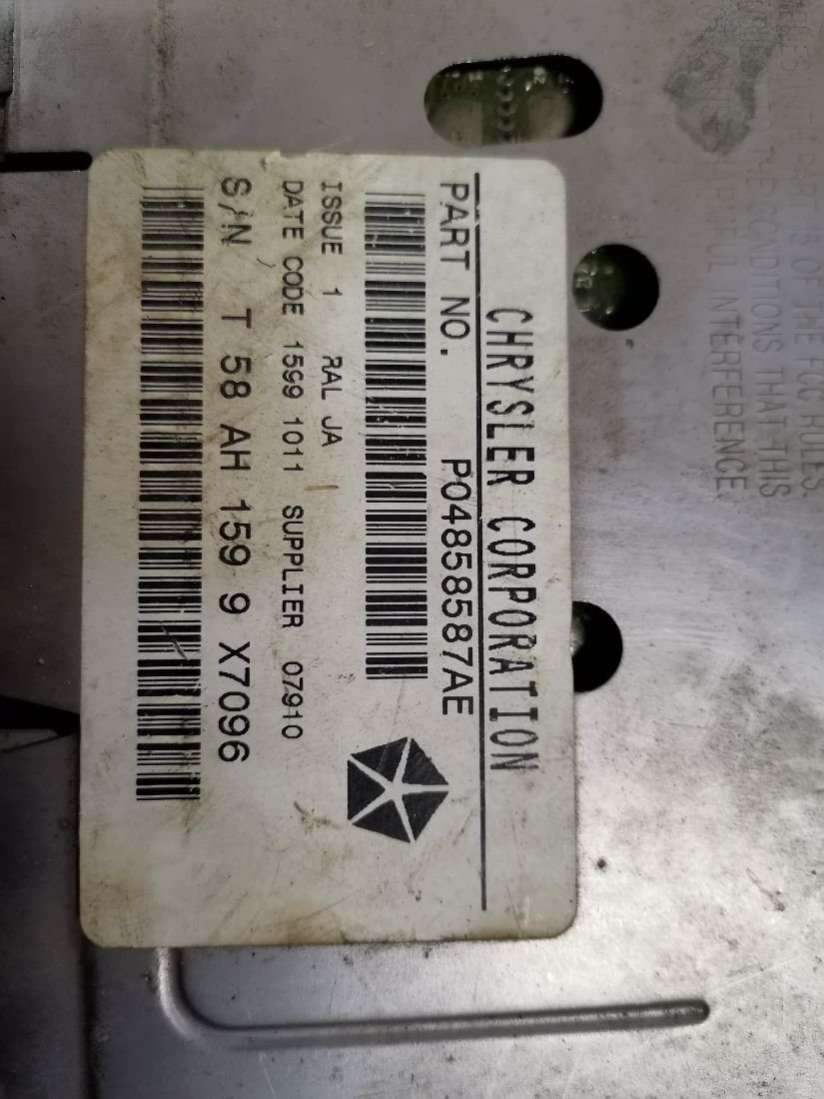 CHRYSLER CORPORATION
PART NO. P04858587AE
ISSUE 1 RAL JA
DATE CODE 1599 1011 SUPPLIER 07910
S/N T 58 AH 159 9 X7096
OF THE FCC RULES.
THE CONDITIONS THAT THIS
INTERFERENCE